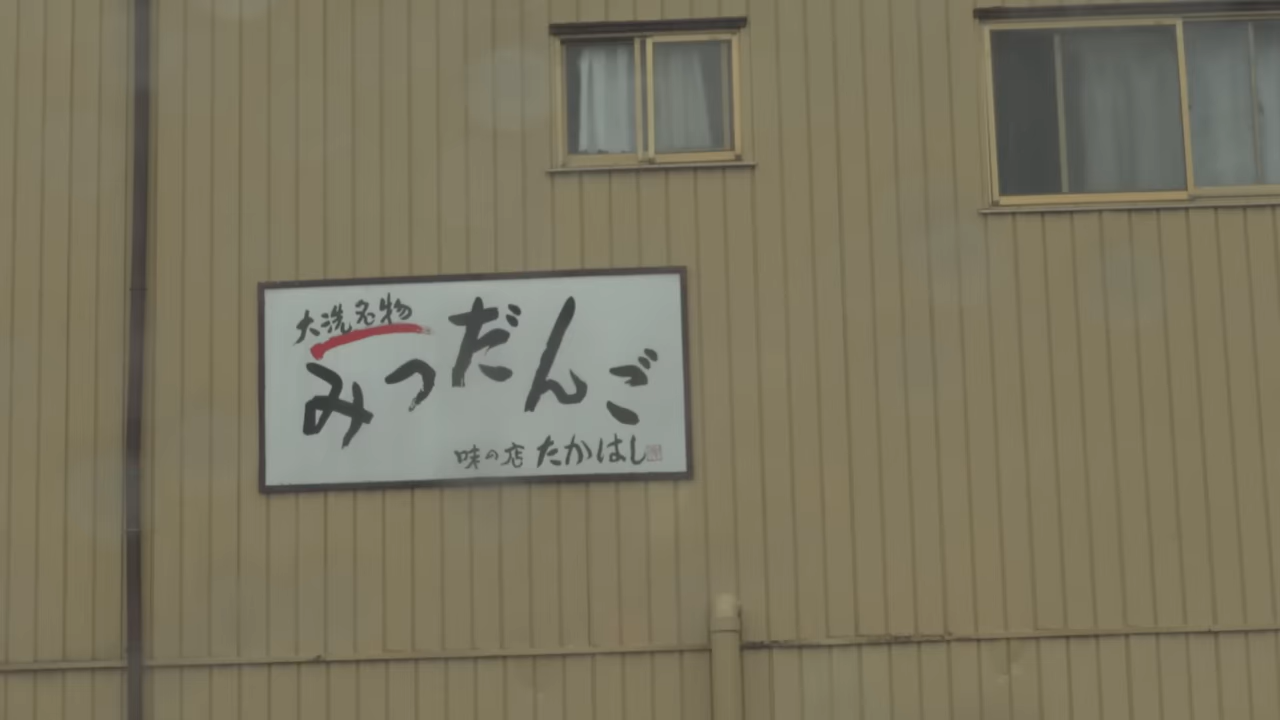 大洗名物
みつだんご
味の店 たかはし